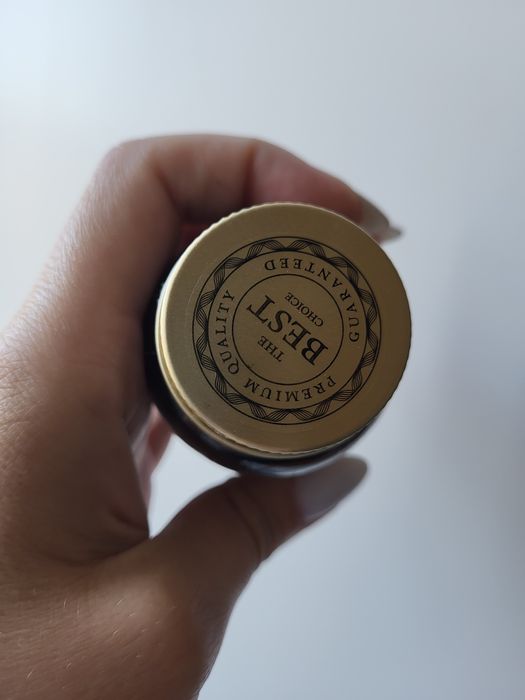 THE
BEST
CHOICE
PREMIUM QUALITY
GUARANTEED